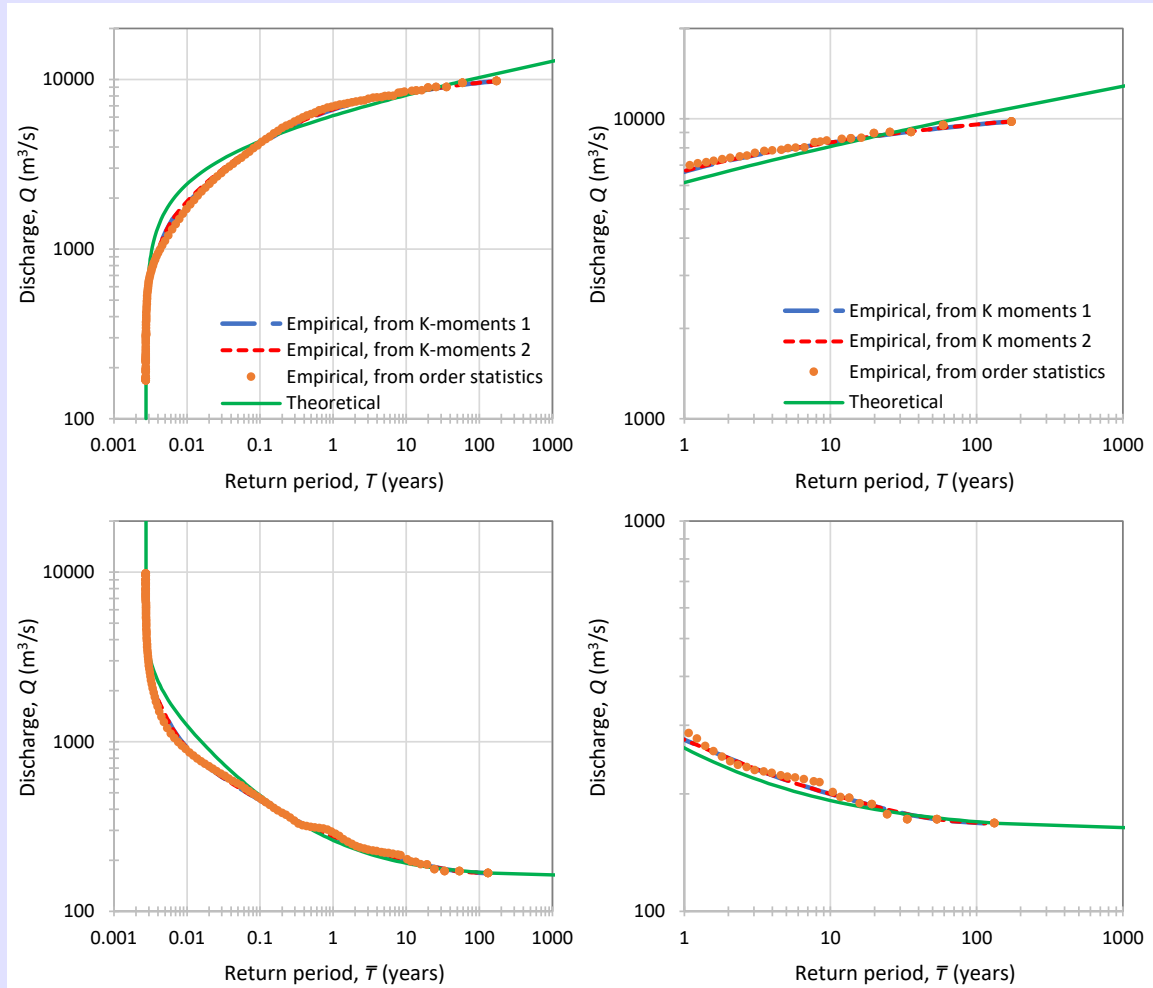 Discharge, Q (m³/s)
10000
1000
100
0.001 0.01 0.1 1 10 100 1000
Return period, T (years)
Empirical, from K-moments 1
Empirical, from K-moments 2
Empirical, from order statistics
Theoretical
Discharge, Q (m³/s)
10000
1000
1 10 100 1000
Return period, T (years)
Empirical, from K moments 1
Empirical, from K moments 2
Empirical, from order statistics
Theoretical
Discharge, Q (m³/s)
10000
1000
100
0.001 0.01 0.1 1 10 100 1000
Return period, T̅ (years)
Discharge, Q (m³/s)
1000
100
1 10 100 1000
Return period, T̅ (years)